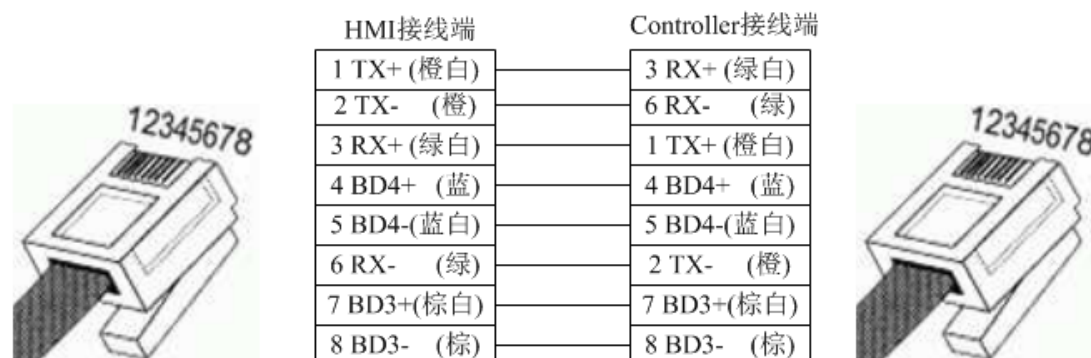 HMI接线端 Controller接线端
1 TX+ (橙白) 3 RX+ (绿白)
2 TX- (橙) 6 RX- (绿)
12345678 12345678
3 RX+ (绿白) 1 TX+ (橙白)
4 BD4+ (蓝) 4 BD4+ (蓝)
5 BD4-(蓝白) 5 BD4-(蓝白)
6 RX- (绿) 2 TX- (橙)
7 BD3+(棕白) 7 BD3+(棕白)
8 BD3- (棕) 8 BD3- (棕)